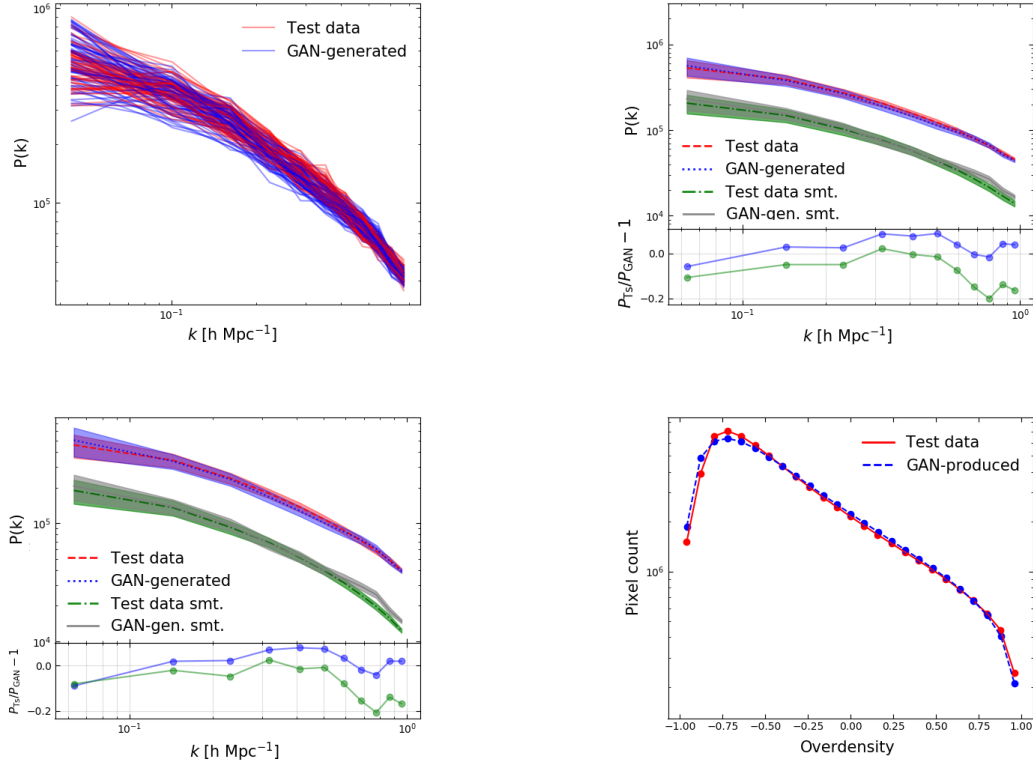 10⁶
10⁵
P(k)
10⁻¹
k [h Mpc⁻¹]
Test data
GAN-generated
10⁶
10⁵
10⁴
P(k)
Test data
GAN-generated
Test data smt.
GAN-gen. smt.
0.0
−0.2
P_Ts/P_GAN − 1
10⁻¹
10⁰
k [h Mpc⁻¹]
10⁵
10⁴
P(k)
Test data
GAN-generated
Test data smt.
GAN-gen. smt.
0.0
−0.2
P_Ts/P_GAN − 1
10⁻¹
10⁰
k [h Mpc⁻¹]
Test data
GAN-produced
Pixel count
10⁶
−1.00 −0.75 −0.50 −0.25 0.00 0.25 0.50 0.75 1.00
Overdensity